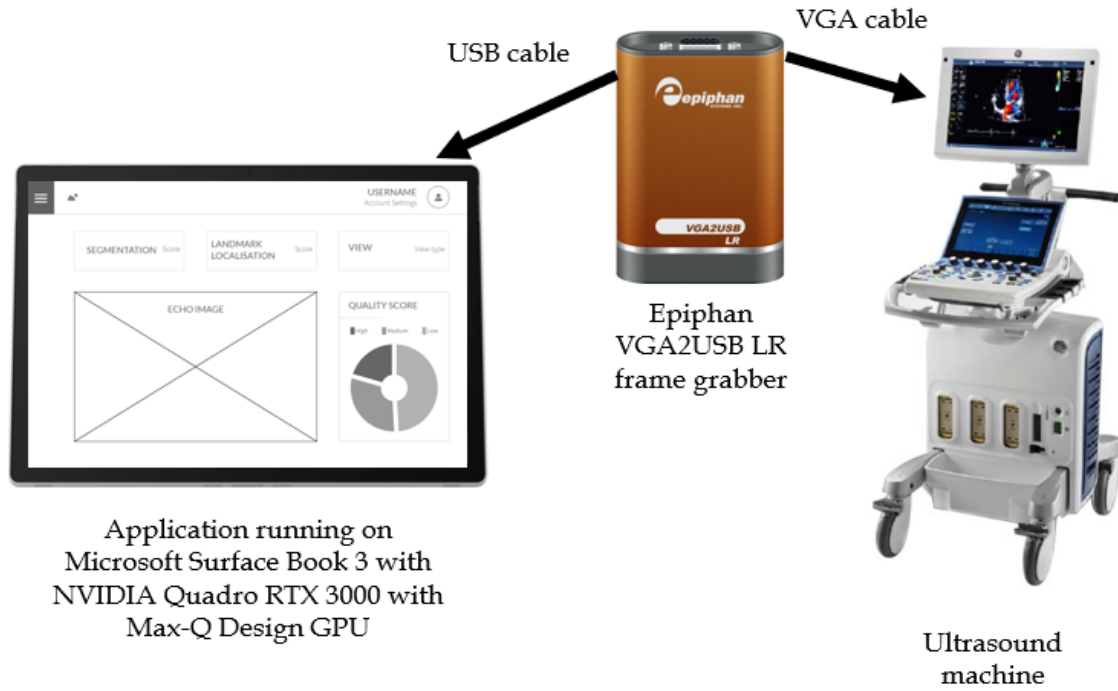 USB cable
VGA cable
epiphan
SYSTEMS INC.
VGA2USB
LR
USERNAME
Account Settings
SEGMENTATION Score
LANDMARK
LOCALISATION Score
VIEW View type
ECHO IMAGE
QUALITY SCORE
High Medium Low
Epiphan
VGA2USB LR
frame grabber
Application running on
Microsoft Surface Book 3 with
NVIDIA Quadro RTX 3000 with
Max-Q Design GPU
Ultrasound
machine